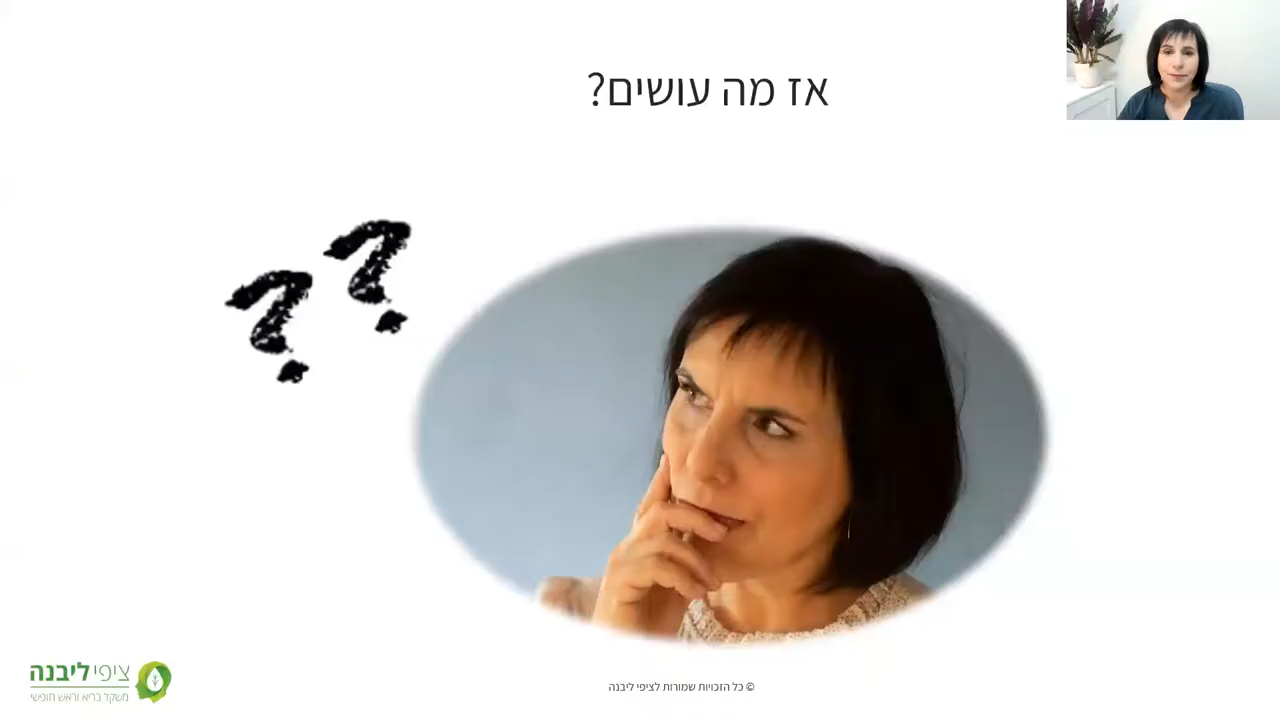 אז מה עושים?
??
ציפי ליבנה
משקל בריא וראש חופשי
© כל הזכויות שמורות לציפי ליבנה